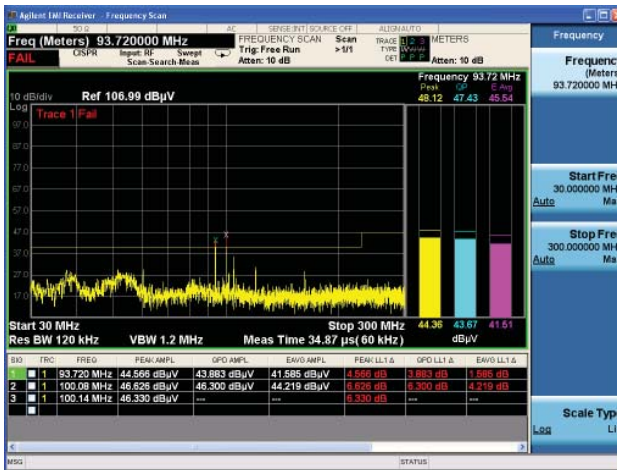 Agilent EMI Receiver - Frequency Scan
50 Ω AC SENSE:INT SOURCE OFF ALIGN AUTO
Freq (Meters) 93.720000 MHz
FREQUENCY SCAN Scan METERS
FAIL CISPR Input: RF Swept Trig: Free Run >1/1
Scan-Search-Meas Atten: 10 dB Atten: 10 dB
TRACE 1 2 3
TYPE
DET P P P
10 dB/div Ref 106.99 dBµV
Log
Trace 1 Fail
97.0
87.0
77.0
67.0
57.0
47.0
37.0
27.0
17.0
Start 30 MHz Stop 300 MHz
Res BW 120 kHz VBW 1.2 MHz Meas Time 34.87 µs (60 kHz)
Frequency 93.72 MHz
Peak QP E Avg
48.12 47.43 45.54
44.36 43.67 41.51
dBµV
SIG TRC FREQ PEAK AMPL QPD AMPL EAVG AMPL PEAK LL1 Δ QPD LL1 Δ EAVG LL1 Δ
1 1 93.720 MHz 44.566 dBµV 43.883 dBµV 41.585 dBµV 4.566 dB 3.883 dB 1.585 dB
2 1 100.08 MHz 46.626 dBµV 46.300 dBµV 44.219 dBµV 6.626 dB 6.300 dB 4.219 dB
3 1 100.14 MHz 46.330 dBµV --- --- 6.330 dB --- ---
MSG STATUS
Frequency
Frequency
(Meters
93.720000 MH
Start Fre
30.000000 MH
Auto Ma
Stop Fre
300.000000 MH
Auto Ma
Scale Typ
Log Li